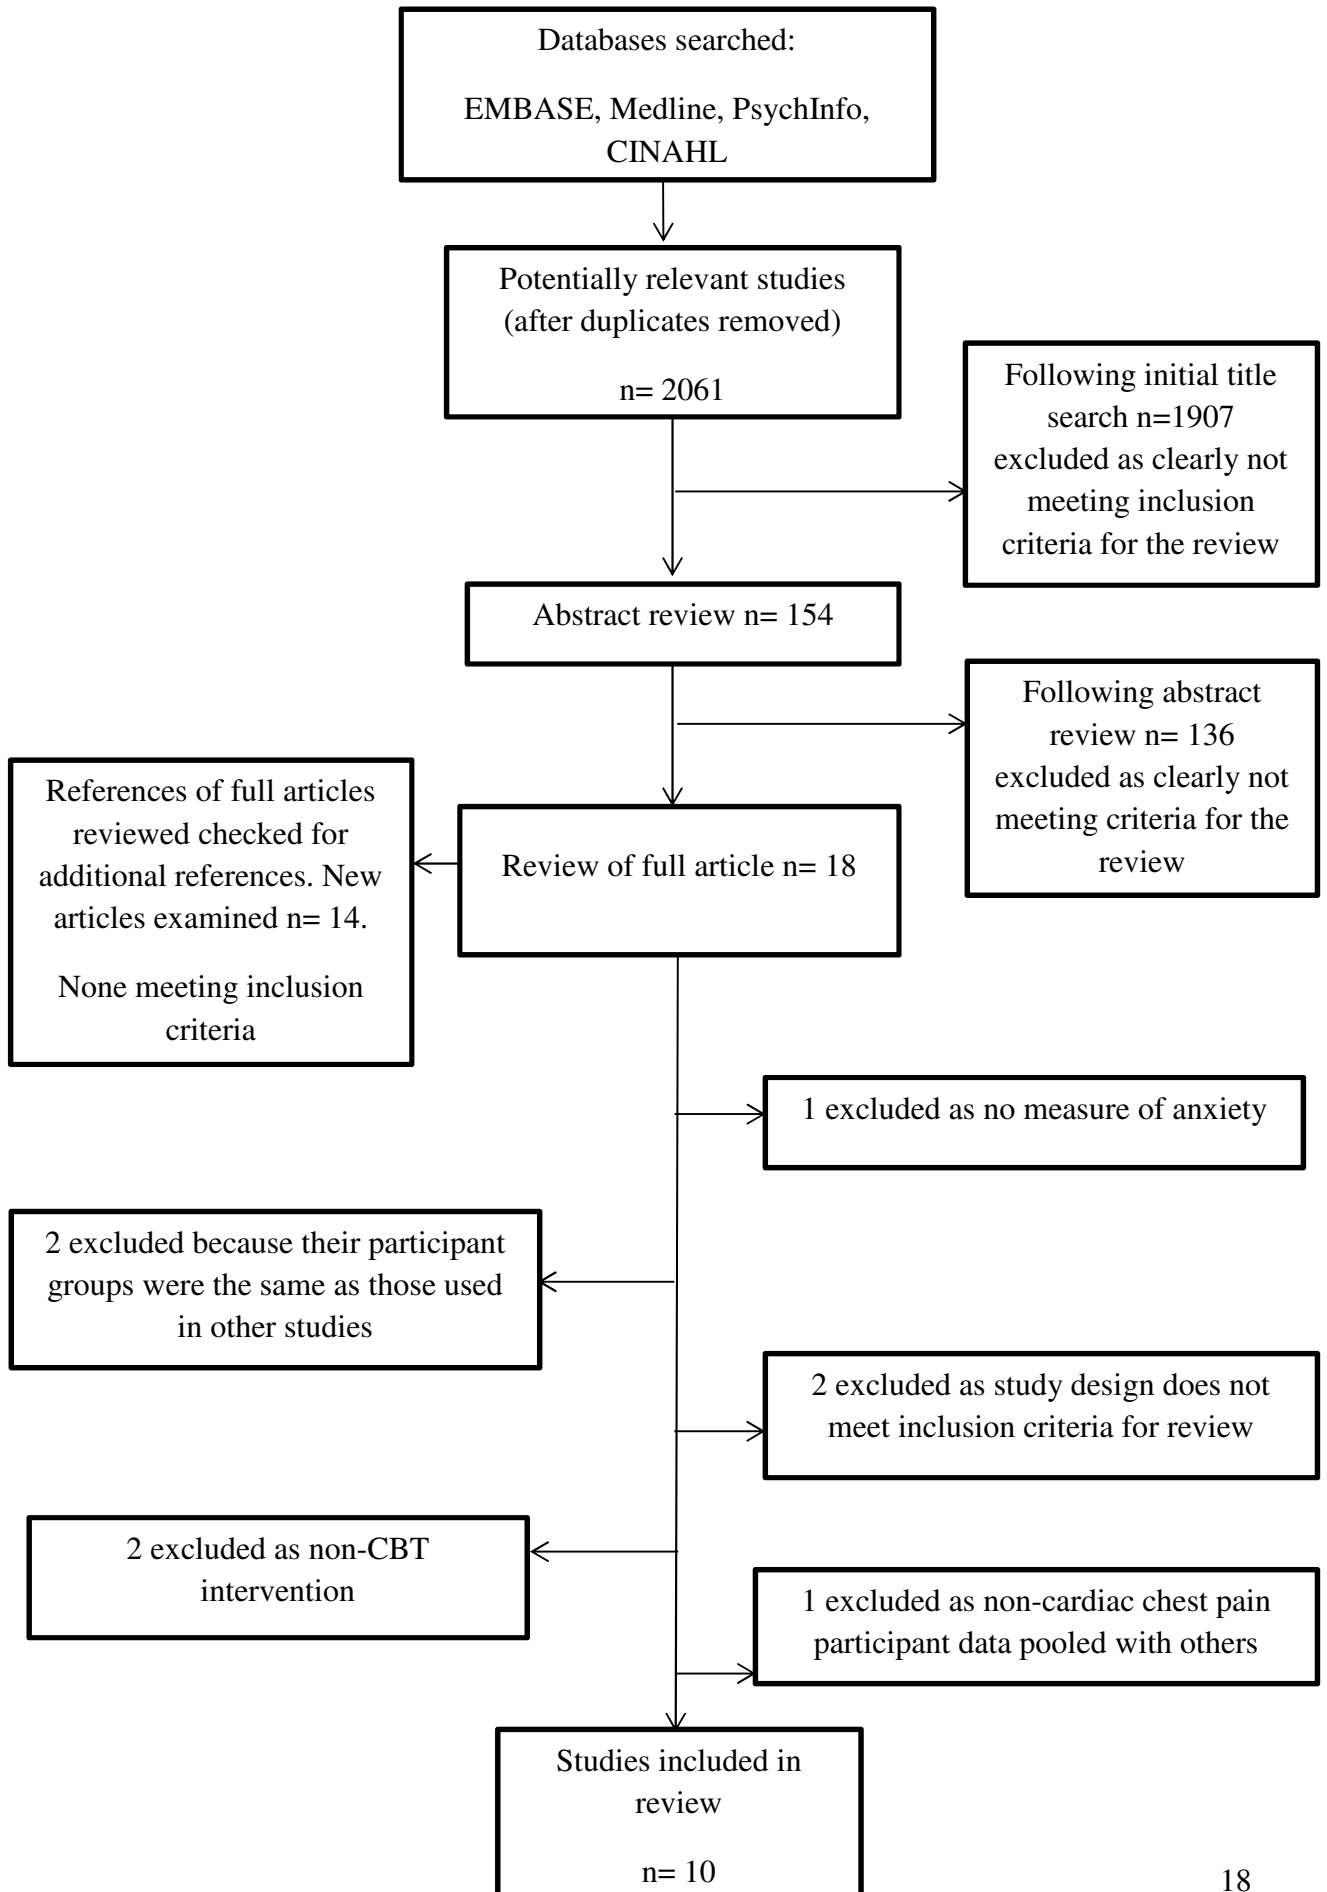 Databases searched:
EMBASE, Medline, PsychInfo,
CINAHL
Potentially relevant studies
(after duplicates removed)
n= 2061
Following initial title
search n=1907
excluded as clearly not
meeting inclusion
criteria for the review
Abstract review n= 154
Following abstract
review n= 136
excluded as clearly not
meeting criteria for the
review
References of full articles
reviewed checked for
additional references. New
articles examined n= 14.
None meeting inclusion
criteria
Review of full article n= 18
1 excluded as no measure of anxiety
2 excluded because their participant
groups were the same as those used
in other studies
2 excluded as study design does not
meet inclusion criteria for review
2 excluded as non-CBT
intervention
1 excluded as non-cardiac chest pain
participant data pooled with others
Studies included in
review
n= 10
18